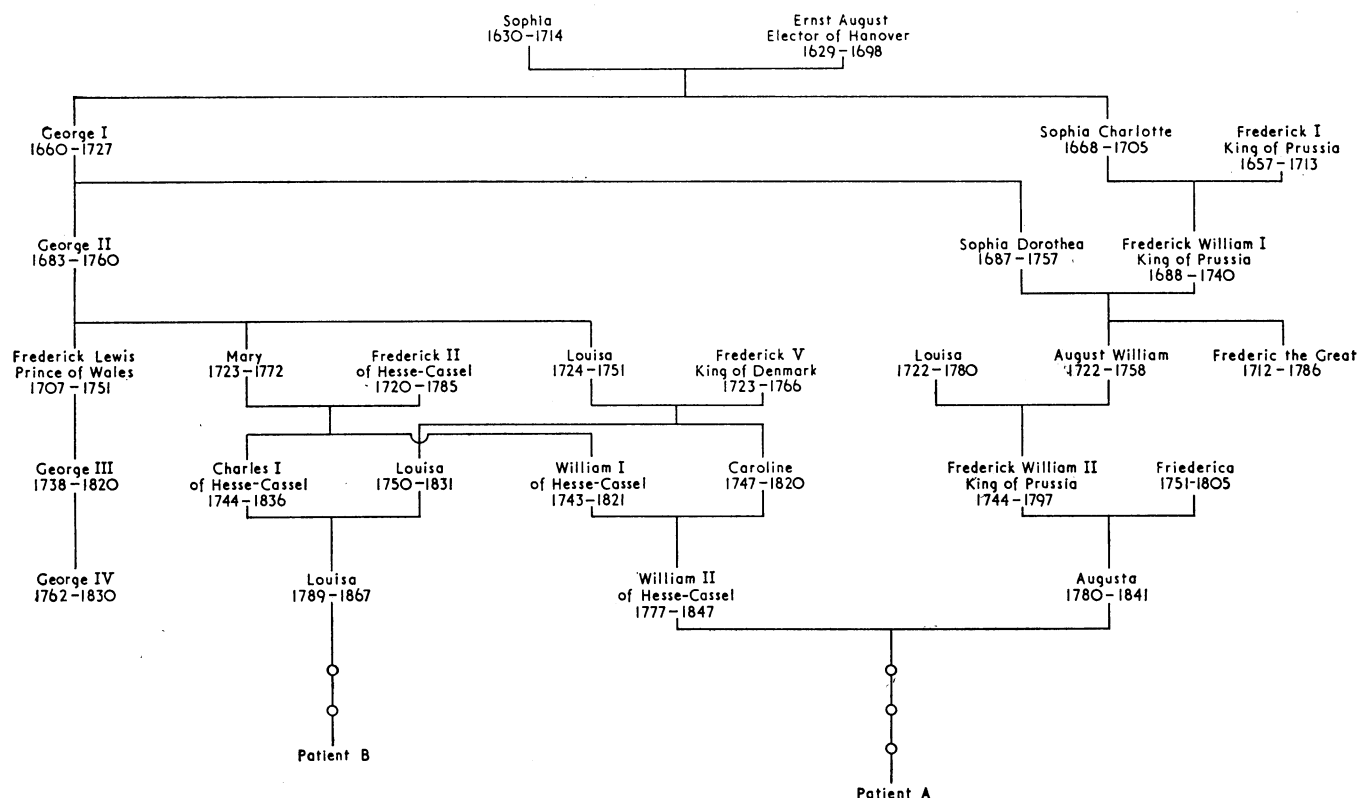 Sophia
1630-1714
Ernst August
Elector of Hanover
1629-1698
George I
1660-1727
Sophia Charlotte
1668-1705
Frederick I
King of Prussia
1657-1713
George II
1683-1760
Sophia Dorothea
1687-1757
Frederick William I
King of Prussia
1688-1740
Frederick Lewis
Prince of Wales
1707-1751
Mary
1723-1772
Frederick II
of Hesse-Cassel
1720-1785
Louisa
1724-1751
Frederick V
King of Denmark
1723-1766
Louisa
1722-1780
August William
1722-1758
Frederic the Great
1712-1786
George III
1738-1820
Charles I
of Hesse-Cassel
1744-1836
Louisa
1750-1831
William I
of Hesse-Cassel
1743-1821
Caroline
1747-1820
Frederick William II
King of Prussia
1744-1797
Friederica
1751-1805
George IV
1762-1830
Louisa
1789-1867
William II
of Hesse-Cassel
1777-1847
Augusta
1780-1841
Patient B
Patient A